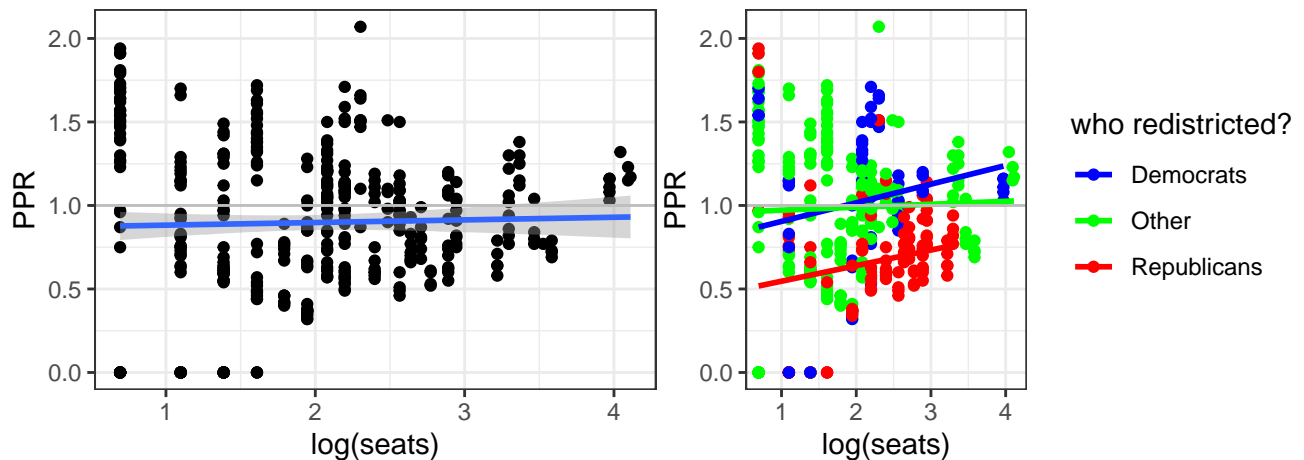 2.0
1.5
1.0
0.5
0.0
PPR
1 2 3 4
log(seats)
2.0
1.5
1.0
0.5
0.0
PPR
1 2 3 4
log(seats)
who redistricted?
Democrats
Other
Republicans